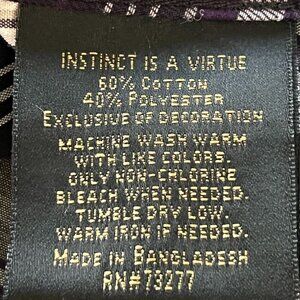 INSTINCT IS A VIRTUE
60% COTTON
40% POLYESTER
EXCLUSIVE OF DECORATION
MACHINE WASH WARM
WITH LIKE COLORS.
ONLY NON-CHLORINE
BLEACH WHEN NEEDED.
TUMBLE DRY LOW.
WARM IRON IF NEEDED.
MADE IN BANGLADESH
RN#73277